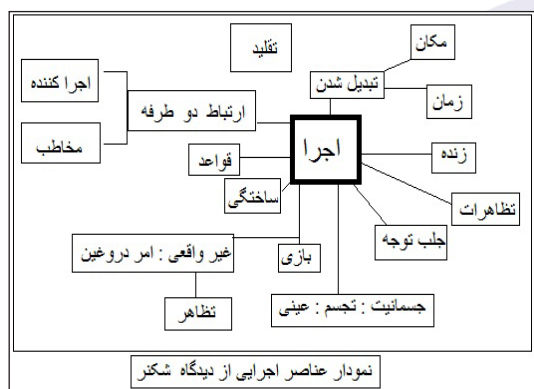 مکان
تقلید
تبدیل شدن
اجرا کننده
زمان
ارتباط دو طرفه
اجرا
مخاطب
زنده
قواعد
ساختگی
تظاهرات
جلب توجه
بازی
غیر واقعی : امر دروغین
جسمانیت : تجسم : عینی
تظاهر
نمودار عناصر اجرایی از دیدگاه شکنر